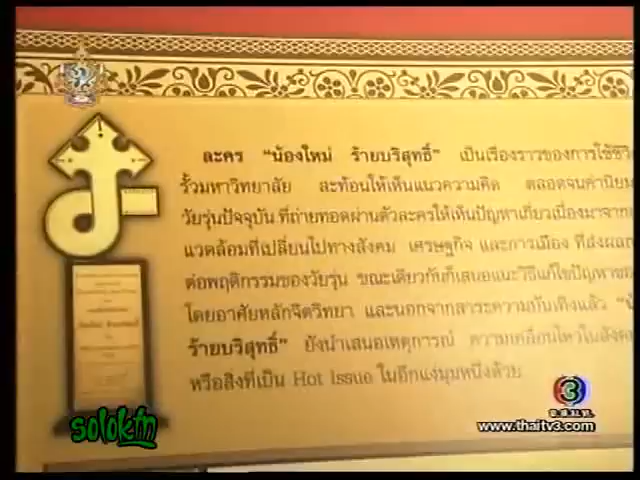 ละคร "น้องใหม่ ร้ายบริสุทธิ์" เป็นเรื่องราวของการใช้ชีวิ
รั้วมหาวิทยาลัย สะท้อนให้เห็นแนวความคิด ตลอดจนค่านิยม
วัยรุ่นปัจจุบัน ที่ถ่ายทอดผ่านตัวละครให้เห็นปัญหาเกี่ยวเนื่องมาจาก
แวดล้อมที่เปลี่ยนไปทางสังคม เศรษฐกิจ และการเมือง ที่ส่งผลก
ต่อพฤติกรรมของวัยรุ่น ขณะเดียวกันก็เสนอแนะวิธีแก้ไขปัญหาขอ
โดยอาศัยหลักจิตวิทยา และนอกจากสาระความบันเทิงแล้ว "น้
ร้ายบริสุทธิ์" ยังนำเสนอเหตุการณ์ ความเคลื่อนไหวในสังคม
หรือสิ่งที่เป็น Hot Issue ในอีกแง่มุมหนึ่งด้วย
3
อ.ส.ม.ท.
www.thaitv3.com
solokfn